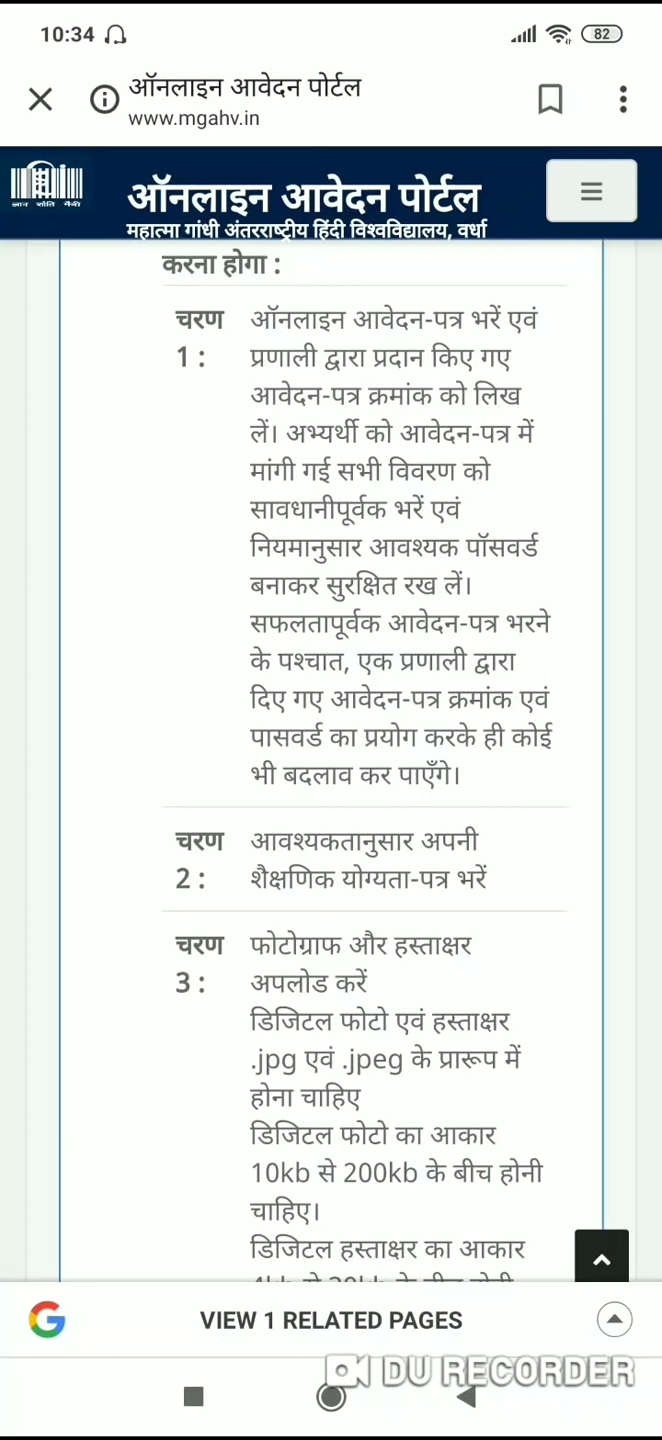 10:34
82
ऑनलाइन आवेदन पोर्टल
www.mgahv.in
ज्ञान शांति मैत्री
ऑनलाइन आवेदन पोर्टल
महात्मा गांधी अंतरराष्ट्रीय हिंदी विश्वविद्यालय, वर्धा
करना होगा :
चरण 1 :
ऑनलाइन आवेदन-पत्र भरें एवं
प्रणाली द्वारा प्रदान किए गए
आवेदन-पत्र क्रमांक को लिख
लें। अभ्यर्थी को आवेदन-पत्र में
मांगी गई सभी विवरण को
सावधानीपूर्वक भरें एवं
नियमानुसार आवश्यक पॉसवर्ड
बनाकर सुरक्षित रख लें।
सफलतापूर्वक आवेदन-पत्र भरने
के पश्चात, एक प्रणाली द्वारा
दिए गए आवेदन-पत्र क्रमांक एवं
पासवर्ड का प्रयोग करके ही कोई
भी बदलाव कर पाएँगे।
चरण 2 :
आवश्यकतानुसार अपनी
शैक्षणिक योग्यता-पत्र भरें
चरण 3 :
फोटोग्राफ और हस्ताक्षर
अपलोड करें
डिजिटल फोटो एवं हस्ताक्षर
.jpg एवं .jpeg के प्रारूप में
होना चाहिए
डिजिटल फोटो का आकार
10kb से 200kb के बीच होनी
चाहिए।
डिजिटल हस्ताक्षर का आकार
VIEW 1 RELATED PAGES
DU RECORDER